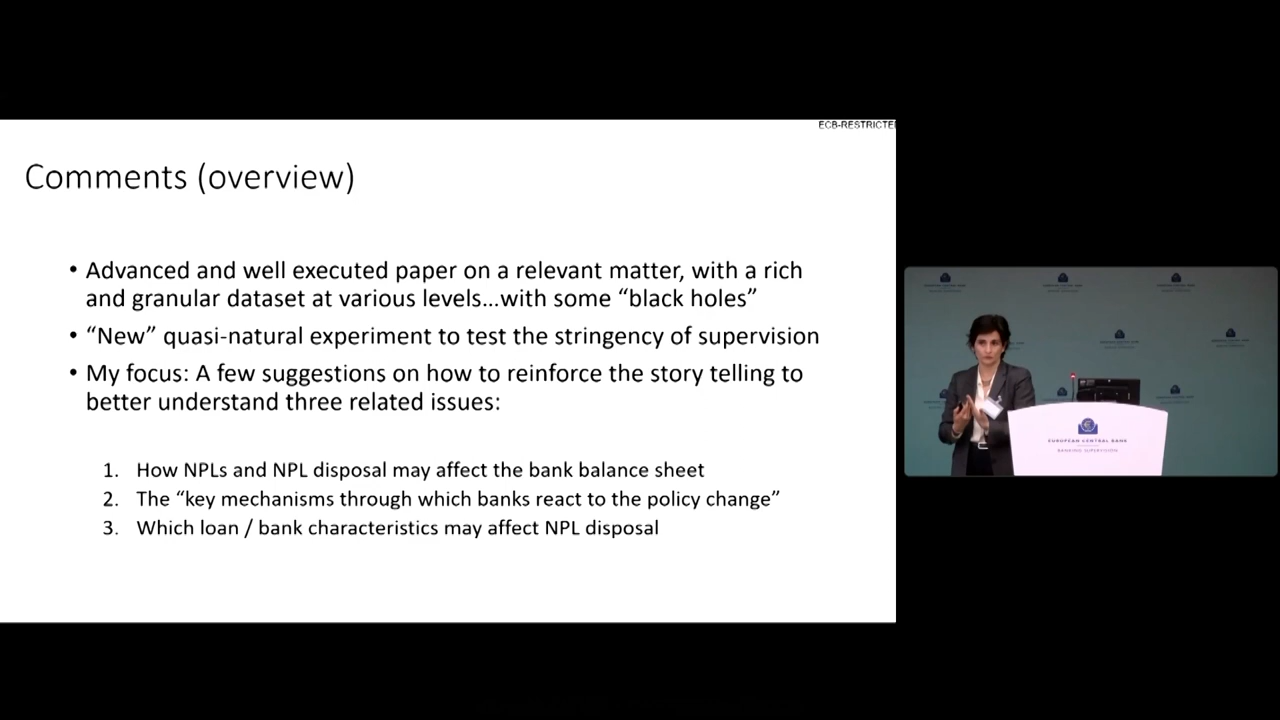 ECB-RESTRICTE
Comments (overview)
• Advanced and well executed paper on a relevant matter, with a rich
and granular dataset at various levels…with some “black holes”
• “New” quasi-natural experiment to test the stringency of supervision
• My focus: A few suggestions on how to reinforce the story telling to
better understand three related issues:
1. How NPLs and NPL disposal may affect the bank balance sheet
2. The “key mechanisms through which banks react to the policy change”
3. Which loan / bank characteristics may affect NPL disposal
EUROPEAN CENTRAL BANK
BANKING SUPERVISION